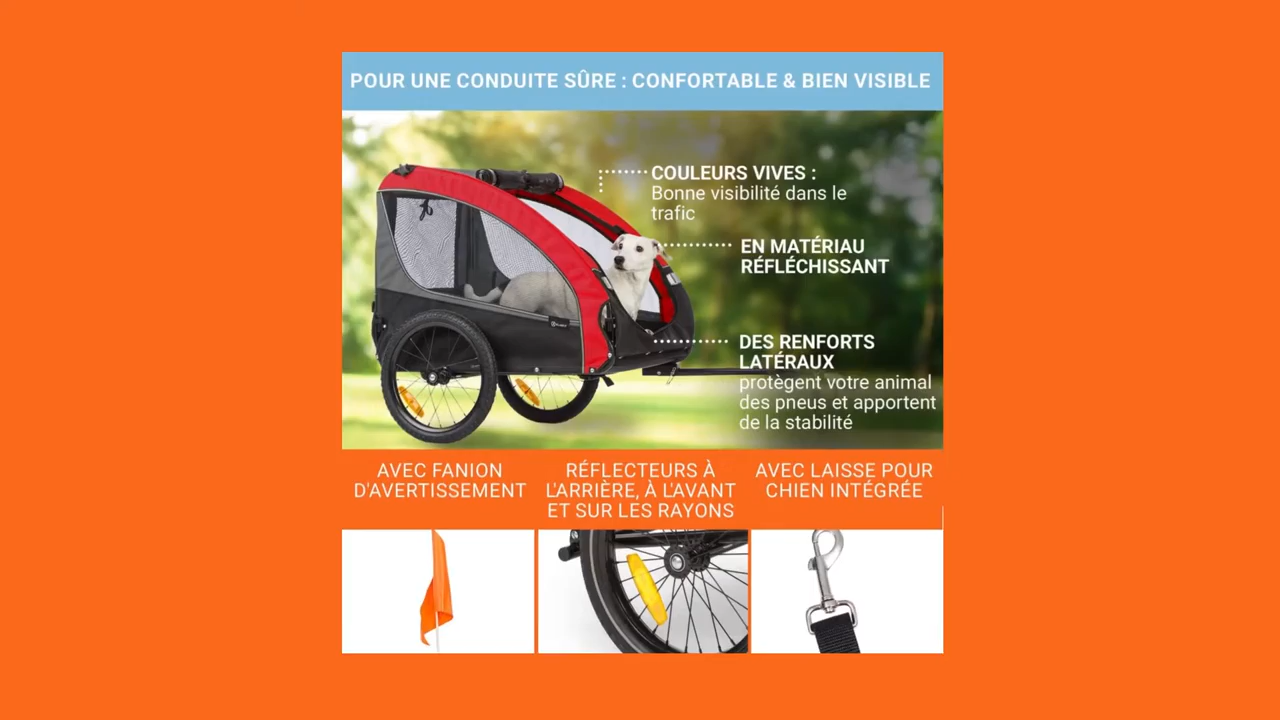 POUR UNE CONDUITE SÛRE : CONFORTABLE & BIEN VISIBLE
COULEURS VIVES :
Bonne visibilité dans le
trafic
EN MATÉRIAU
RÉFLÉCHISSANT
DES RENFORTS
LATÉRAUX
protègent votre animal
des pneus et apportent
de la stabilité
AVEC FANION
D'AVERTISSEMENT
RÉFLECTEURS À
L'ARRIÈRE, À L'AVANT
ET SUR LES RAYONS
AVEC LAISSE POUR
CHIEN INTÉGRÉE